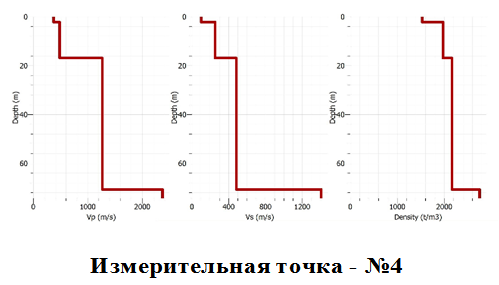 0 0 0
20 20 20
Depth (m) Depth (m) Depth (m)
40 40 40
60 60 60
0 1000 2000 0 400 800 1200 0 1000 2000
Vp (m/s) Vs (m/s) Density (t/m3)
Измерительная точка - №4